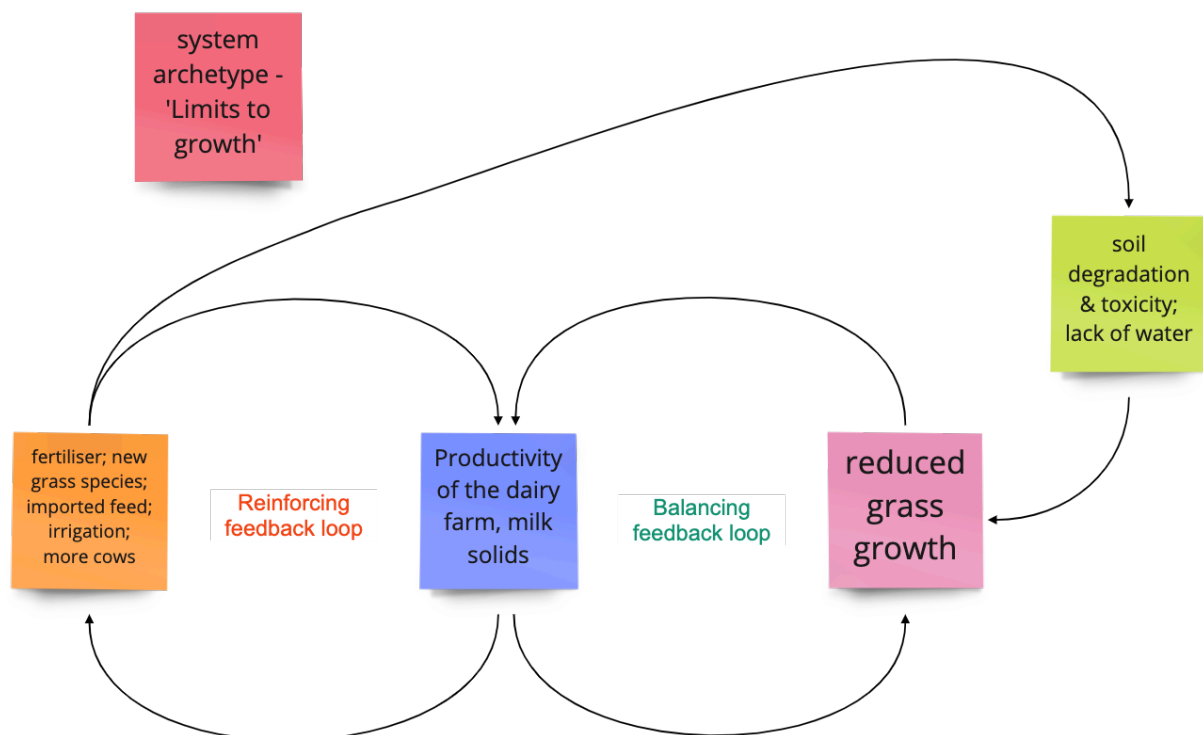 system
archetype -
'Limits to
growth'
soil
degradation
& toxicity;
lack of water
fertiliser; new
grass species;
imported feed;
irrigation;
more cows
Reinforcing
feedback loop
Productivity
of the dairy
farm, milk
solids
Balancing
feedback loop
reduced
grass
growth